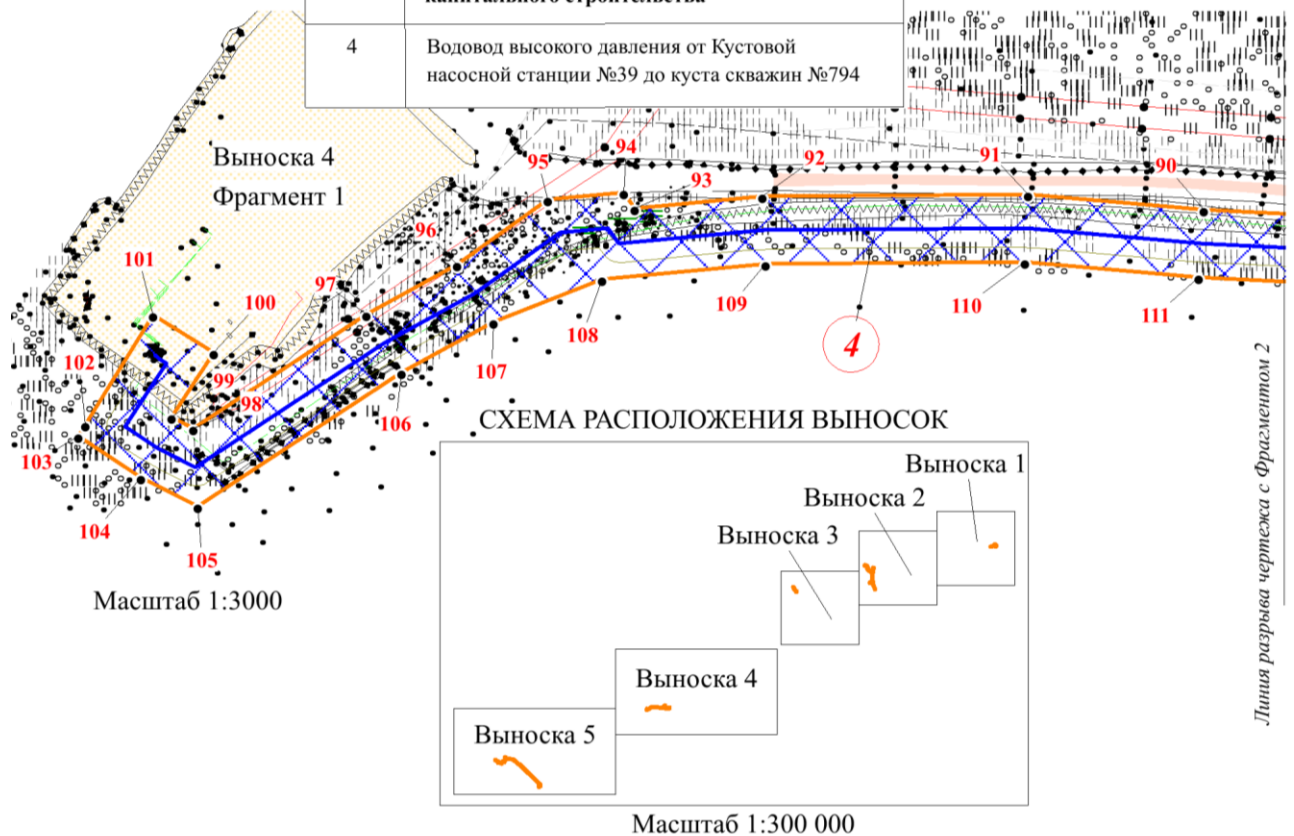 капитального строительства
4
Водовод высокого давления от Кустовой
насосной станции №39 до куста скважин №794
Выноска 4
Фрагмент 1
95
94
93
92
91
90
96
97
101
100
102
99
98
103
104
105
106
107
108
109
110
111
4
Масштаб 1:3000
СХЕМА РАСПОЛОЖЕНИЯ ВЫНОСОК
Выноска 1
Выноска 2
Выноска 3
Выноска 4
Выноска 5
Масштаб 1:300 000
Линия разрыва чертежа с Фрагментом 2